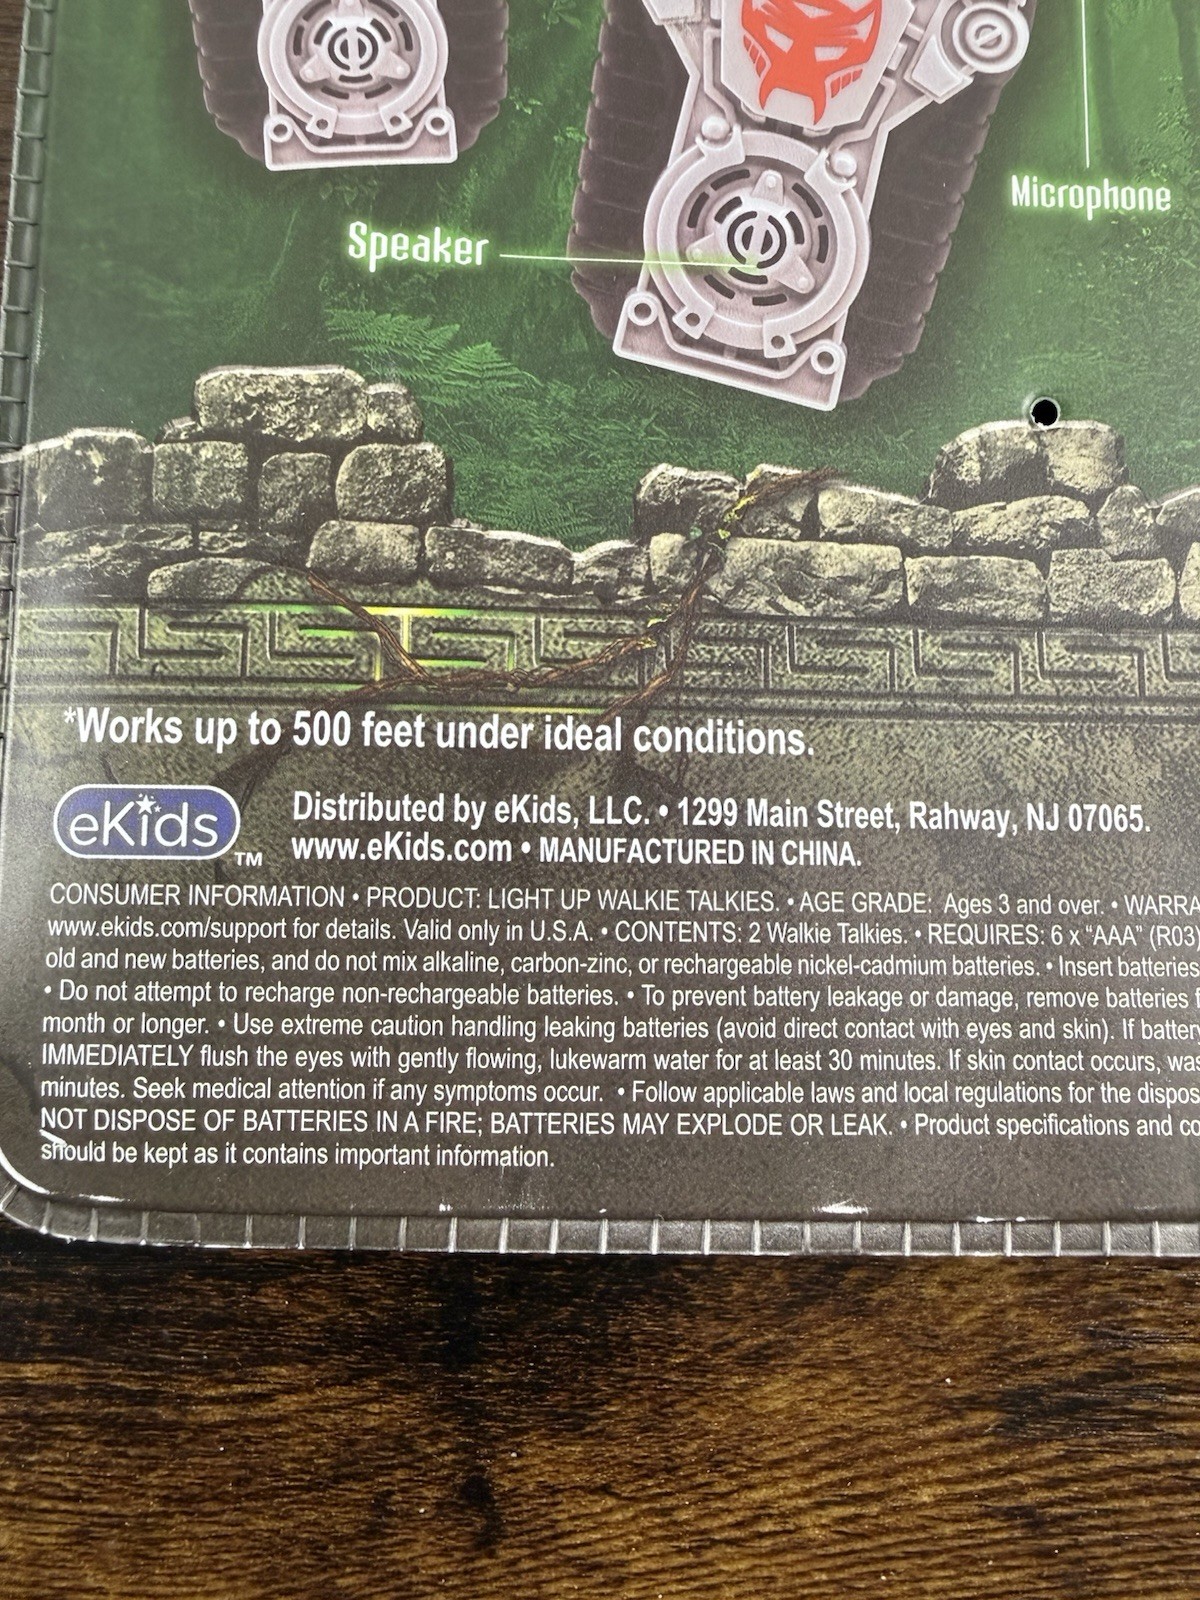 Microphone
Speaker
*Works up to 500 feet under ideal conditions.
eKids TM
Distributed by eKids, LLC. • 1299 Main Street, Rahway, NJ 07065.
www.eKids.com • MANUFACTURED IN CHINA.
CONSUMER INFORMATION • PRODUCT: LIGHT UP WALKIE TALKIES. • AGE GRADE: Ages 3 and over. • WARRA
www.ekids.com/support for details. Valid only in U.S.A. • CONTENTS: 2 Walkie Talkies. • REQUIRES: 6 x “AAA” (R03)
old and new batteries, and do not mix alkaline, carbon-zinc, or rechargeable nickel-cadmium batteries. • Insert batteries
• Do not attempt to recharge non-rechargeable batteries. • To prevent battery leakage or damage, remove batteries f
month or longer. • Use extreme caution handling leaking batteries (avoid direct contact with eyes and skin). If batter
IMMEDIATELY flush the eyes with gently flowing, lukewarm water for at least 30 minutes. If skin contact occurs, was
minutes. Seek medical attention if any symptoms occur. • Follow applicable laws and local regulations for the dispos
NOT DISPOSE OF BATTERIES IN A FIRE; BATTERIES MAY EXPLODE OR LEAK. • Product specifications and co
should be kept as it contains important information.